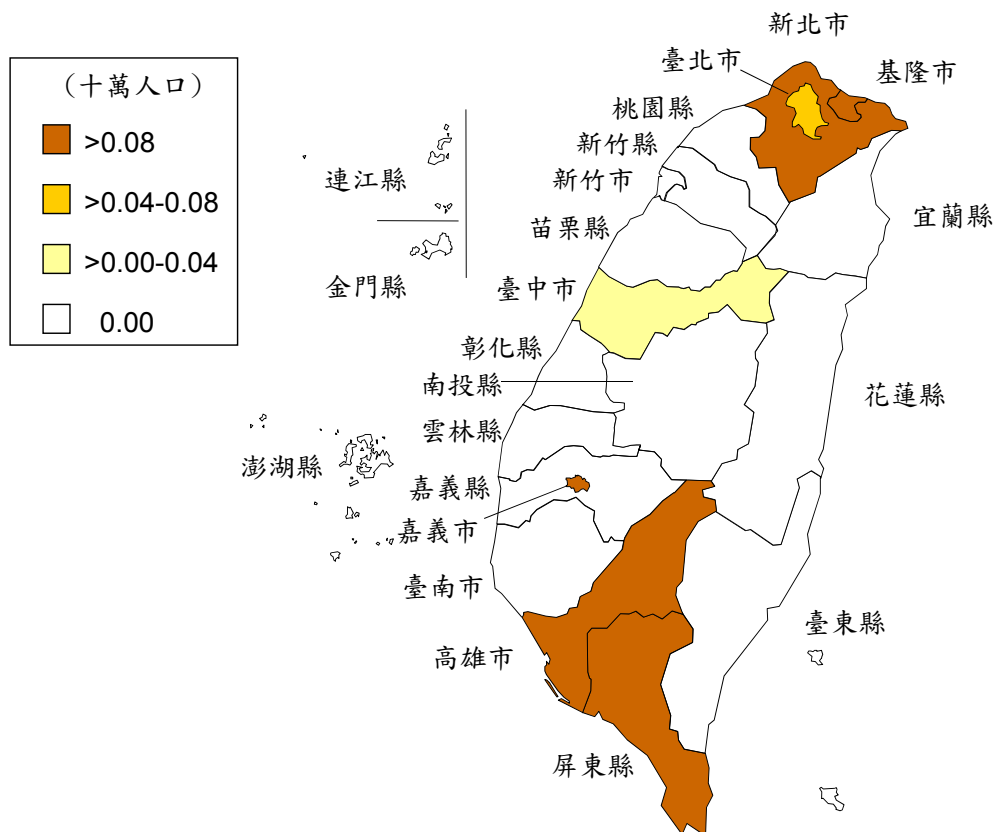 （十萬人口）
>0.08
>0.04-0.08
>0.00-0.04
0.00
新北市
臺北市
基隆市
桃園縣
新竹縣
新竹市
苗栗縣
宜蘭縣
連江縣
金門縣
臺中市
彰化縣
南投縣
花蓮縣
雲林縣
澎湖縣
嘉義縣
嘉義市
臺南市
臺東縣
高雄市
屏東縣